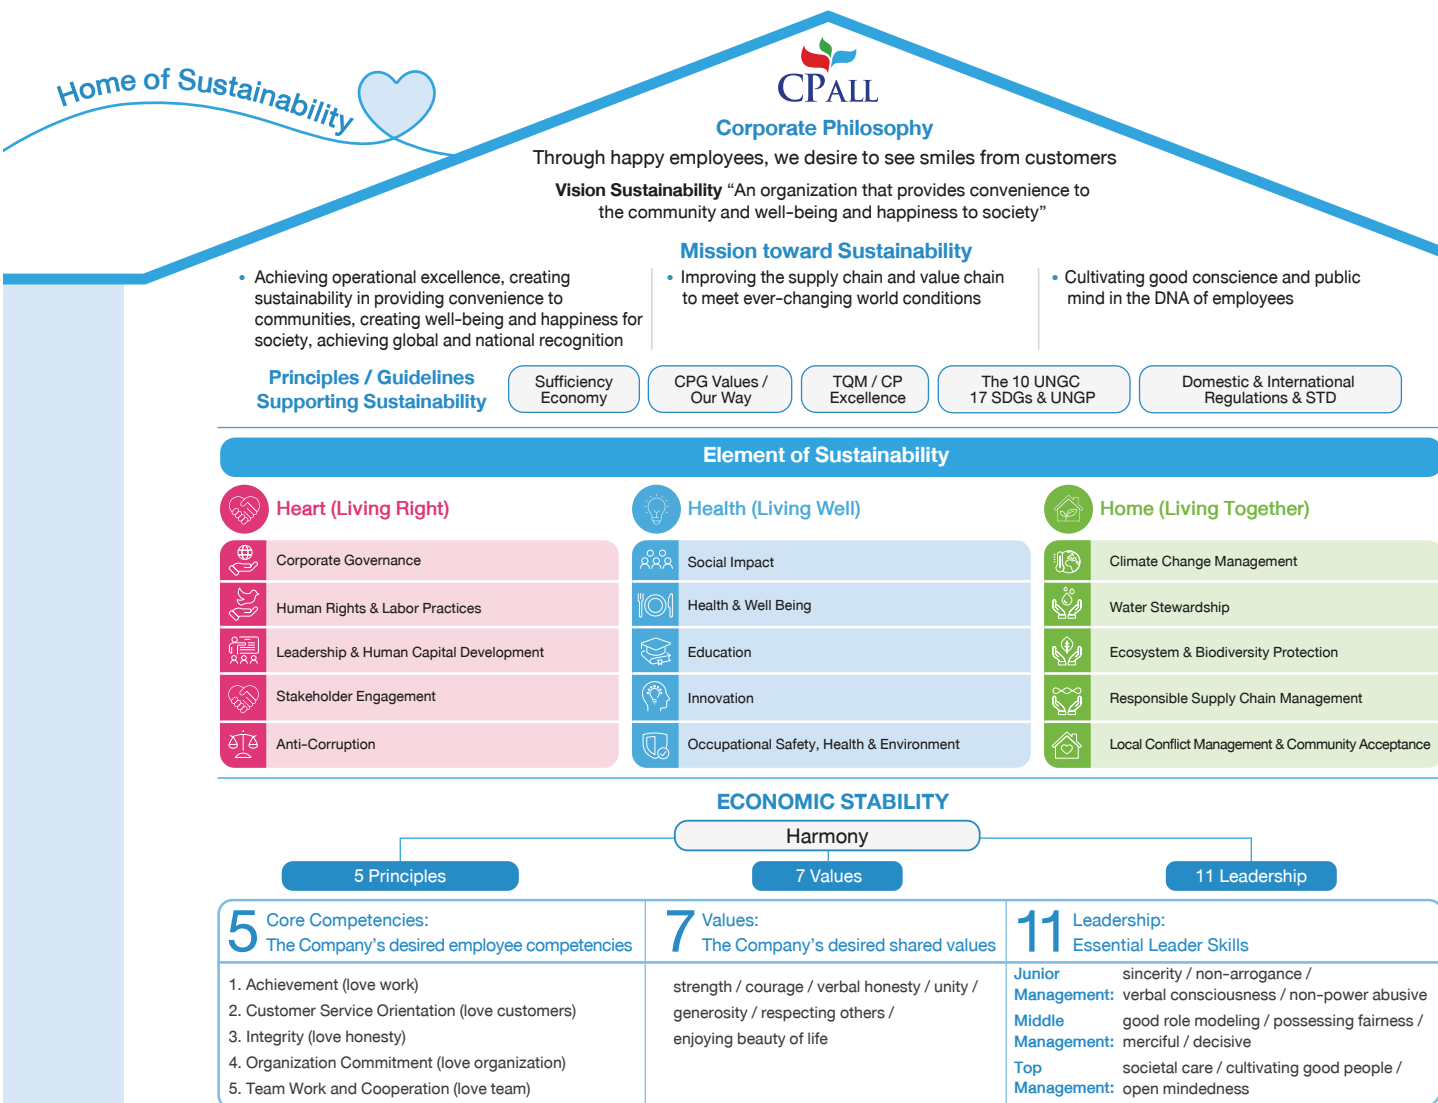 Home of Sustainability
CPALL
Corporate Philosophy
Through happy employees, we desire to see smiles from customers
Vision Sustainability “An organization that provides convenience to
the community and well-being and happiness to society”
Mission toward Sustainability
• Achieving operational excellence, creating
sustainability in providing convenience to
communities, creating well-being and happiness for
society, achieving global and national recognition
• Improving the supply chain and value chain
to meet ever-changing world conditions
• Cultivating good conscience and public
mind in the DNA of employees
Principles / Guidelines
Supporting Sustainability
Sufficiency
Economy
CPG Values /
Our Way
TQM / CP
Excellence
The 10 UNGC
17 SDGs & UNGP
Domestic & International
Regulations & STD
Element of Sustainability
Heart (Living Right)
Corporate Governance
Human Rights & Labor Practices
Leadership & Human Capital Development
Stakeholder Engagement
Anti-Corruption
Health (Living Well)
Social Impact
Health & Well Being
Education
Innovation
Occupational Safety, Health & Environment
Home (Living Together)
Climate Change Management
Water Stewardship
Ecosystem & Biodiversity Protection
Responsible Supply Chain Management
Local Conflict Management & Community Acceptance
ECONOMIC STABILITY
Harmony
5 Principles
7 Values
11 Leadership
5 Core Competencies:
The Company’s desired employee competencies
1. Achievement (love work)
2. Customer Service Orientation (love customers)
3. Integrity (love honesty)
4. Organization Commitment (love organization)
5. Team Work and Cooperation (love team)
7 Values:
The Company’s desired shared values
strength / courage / verbal honesty / unity /
generosity / respecting others /
enjoying beauty of life
11 Leadership:
Essential Leader Skills
Junior sincerity / non-arrogance /
Management: verbal consciousness / non-power abusive
Middle good role modeling / possessing fairness /
Management: merciful / decisive
Top societal care / cultivating good people /
Management: open mindedness